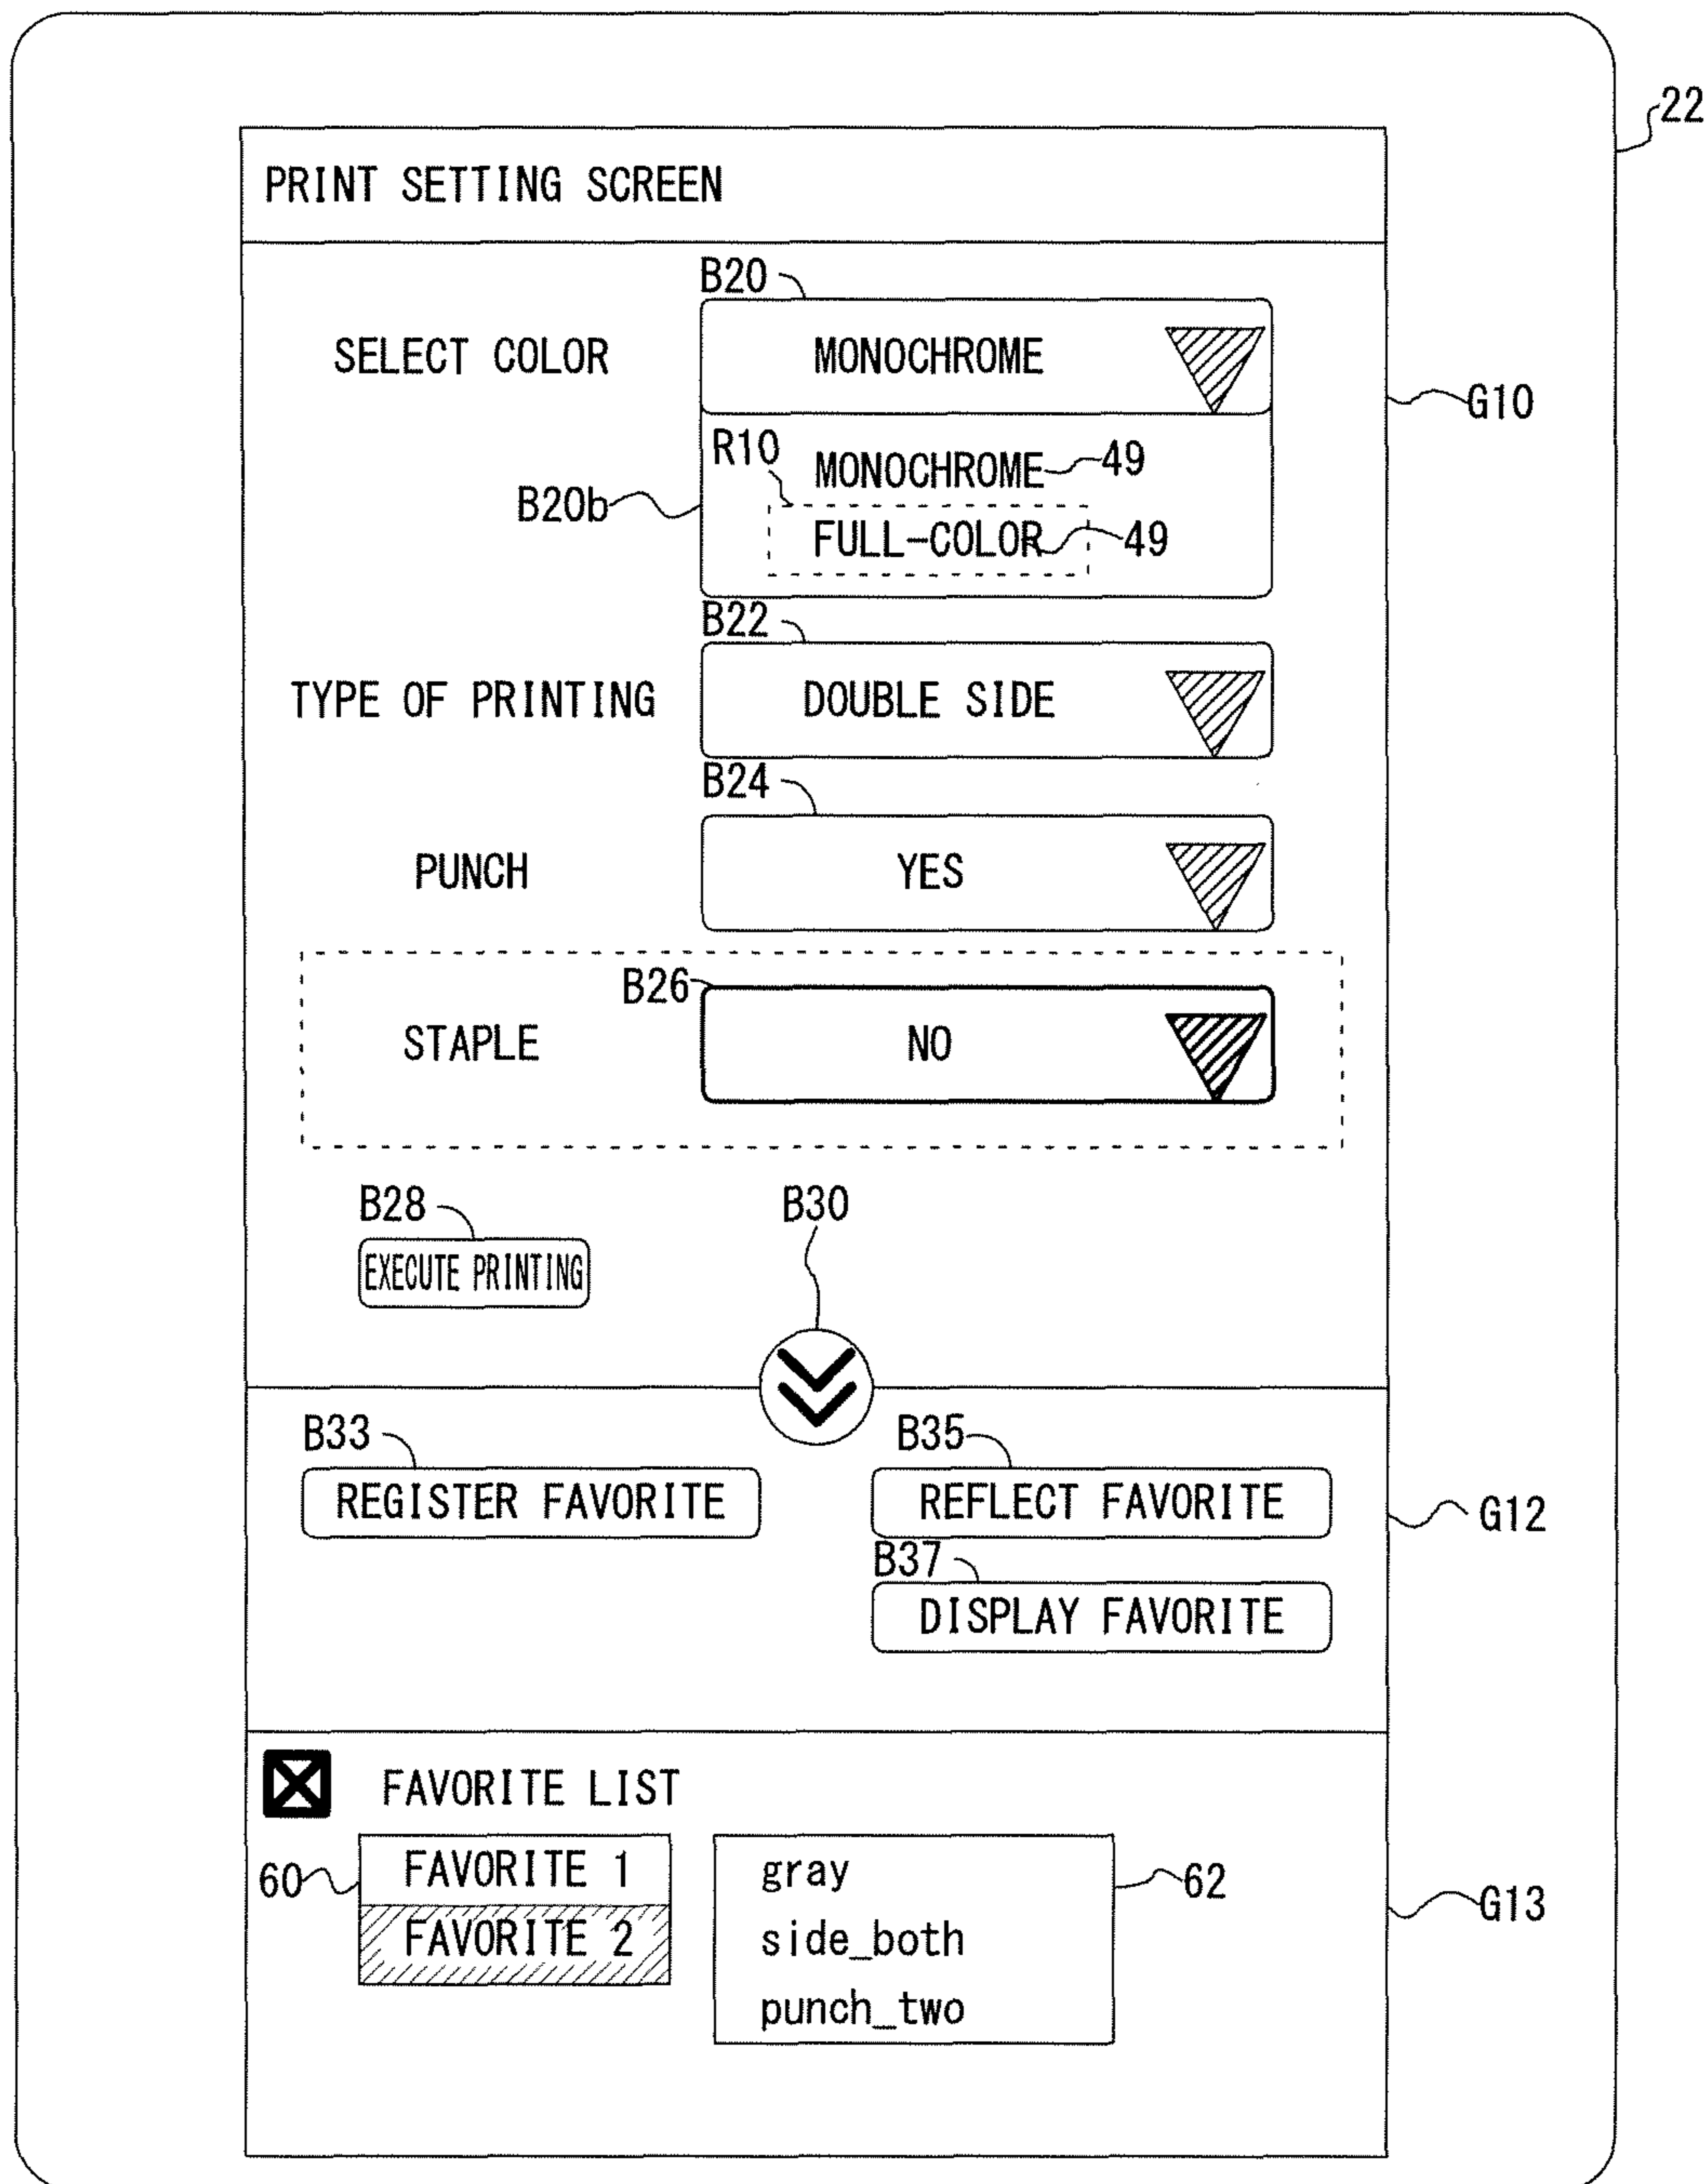 22
PRINT SETTING SCREEN
B20
SELECT COLOR MONOCHROME
G10
R10 MONOCHROME 49
B20b
FULL-COLOR 49
B22
TYPE OF PRINTING DOUBLE SIDE
B24
PUNCH YES
B26
STAPLE NO
B28 B30
EXECUTE PRINTING
B33 B35
REGISTER FAVORITE REFLECT FAVORITE G12
B37
DISPLAY FAVORITE
FAVORITE LIST
60 FAVORITE 1 gray 62
G13
FAVORITE 2 side_both
punch_two